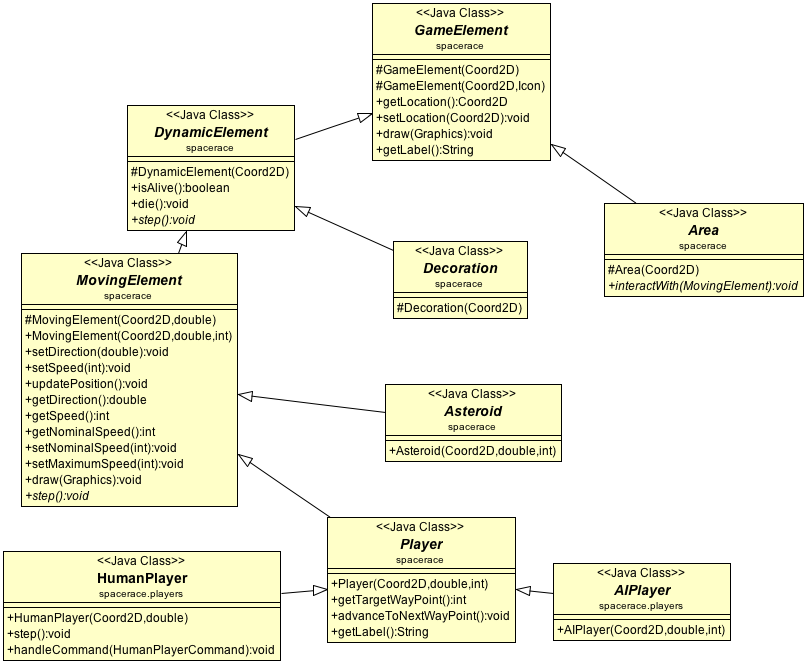 <<Java Class>>
GameElement
spacerace
#GameElement(Coord2D)
#GameElement(Coord2D,Icon)
+getLocation():Coord2D
+setLocation(Coord2D):void
+draw(Graphics):void
+getLabel():String
<<Java Class>>
DynamicElement
spacerace
#DynamicElement(Coord2D)
+isAlive():boolean
+die():void
+step():void
<<Java Class>>
Area
spacerace
#Area(Coord2D)
+interactWith(MovingElement):void
<<Java Class>>
Decoration
spacerace
#Decoration(Coord2D)
<<Java Class>>
MovingElement
spacerace
#MovingElement(Coord2D,double)
+MovingElement(Coord2D,double,int)
+setDirection(double):void
+setSpeed(int):void
+updatePosition():void
+getDirection():double
+getSpeed():int
+getNominalSpeed():int
+setNominalSpeed(int):void
+setMaximumSpeed(int):void
+draw(Graphics):void
+step():void
<<Java Class>>
Asteroid
spacerace
+Asteroid(Coord2D,double,int)
<<Java Class>>
Player
spacerace
+Player(Coord2D,double,int)
+getTargetWayPoint():int
+advanceToNextWayPoint():void
+getLabel():String
<<Java Class>>
HumanPlayer
spacerace.players
+HumanPlayer(Coord2D,double)
+step():void
+handleCommand(HumanPlayerCommand):void
<<Java Class>>
AIPlayer
spacerace.players
+AIPlayer(Coord2D,double,int)